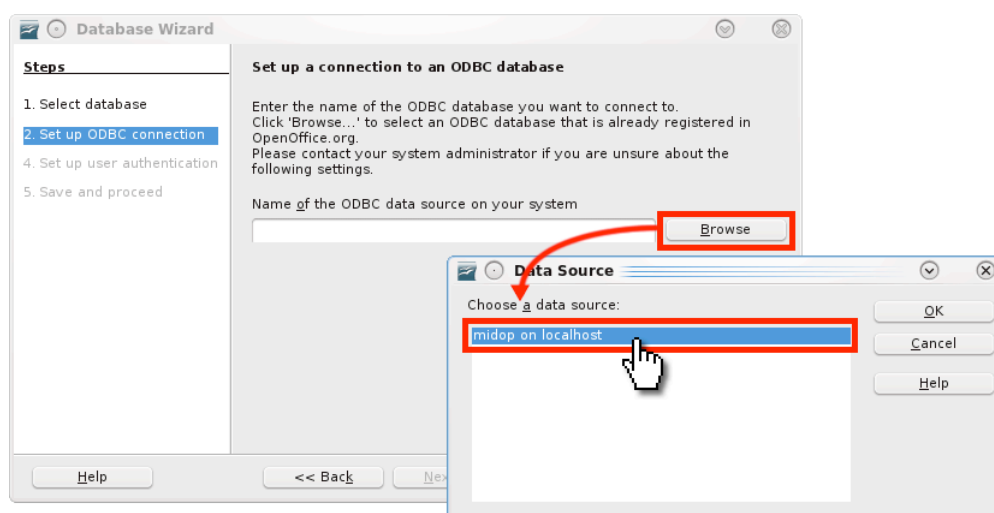 Database Wizard
Steps
1. Select database
2. Set up ODBC connection
4. Set up user authentication
5. Save and proceed
Set up a connection to an ODBC database
Enter the name of the ODBC database you want to connect to.
Click 'Browse...' to select an ODBC database that is already registered in
OpenOffice.org.
Please contact your system administrator if you are unsure about the
following settings.
Name of the ODBC data source on your system
Browse
Data Source
Choose a data source:
midop on localhost
OK
Cancel
Help
Help
<< Back